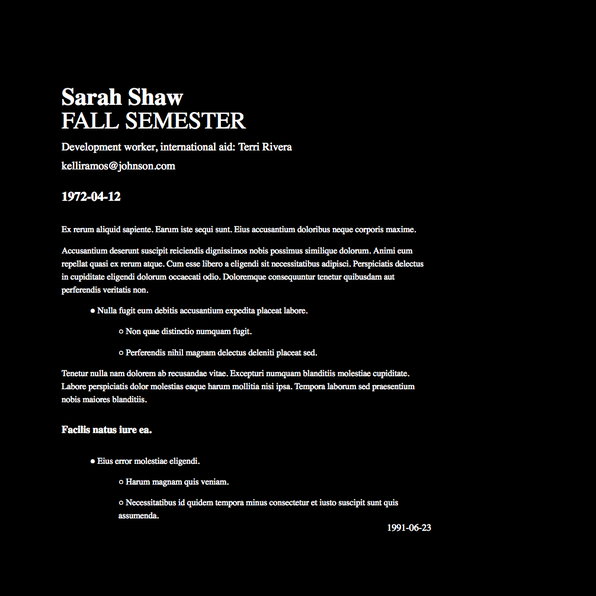 Sarah Shaw
FALL SEMESTER
Development worker, international aid: Terri Rivera
kelliramos@johnson.com
1972-04-12
Ex rerum aliquid sapiente. Earum iste sequi sunt. Eius accusantium doloribus neque corporis maxime.
Accusantium deserunt suscipit reiciendis dignissimos nobis possimus similique dolorum. Animi eum
repellat quasi ex rerum atque. Cum esse libero a eligendi sit necessitatibus adipisci. Perspiciatis delectus
in cupiditate eligendi dolorum occaecati odio. Doloremque consequuntur tenetur quibusdam aut
perferendis veritatis non.
● Nulla fugit eum debitis accusantium expedita placeat labore.
○ Non quae distinctio numquam fugit.
○ Perferendis nihil magnam delectus deleniti placeat sed.
Tenetur nulla nam dolorem ab recusandae vitae. Excepturi numquam blanditiis molestiae cupiditate.
Labore perspiciatis dolor molestias eaque harum mollitia nisi ipsa. Tempora laborum sed praesentium
nobis maiores blanditiis.
Facilis natus iure ea.
● Eius error molestiae eligendi.
○ Harum magnam quis veniam.
○ Necessitatibus id quidem tempora minus consectetur et iusto suscipit sunt quis
assumenda.
1991-06-23